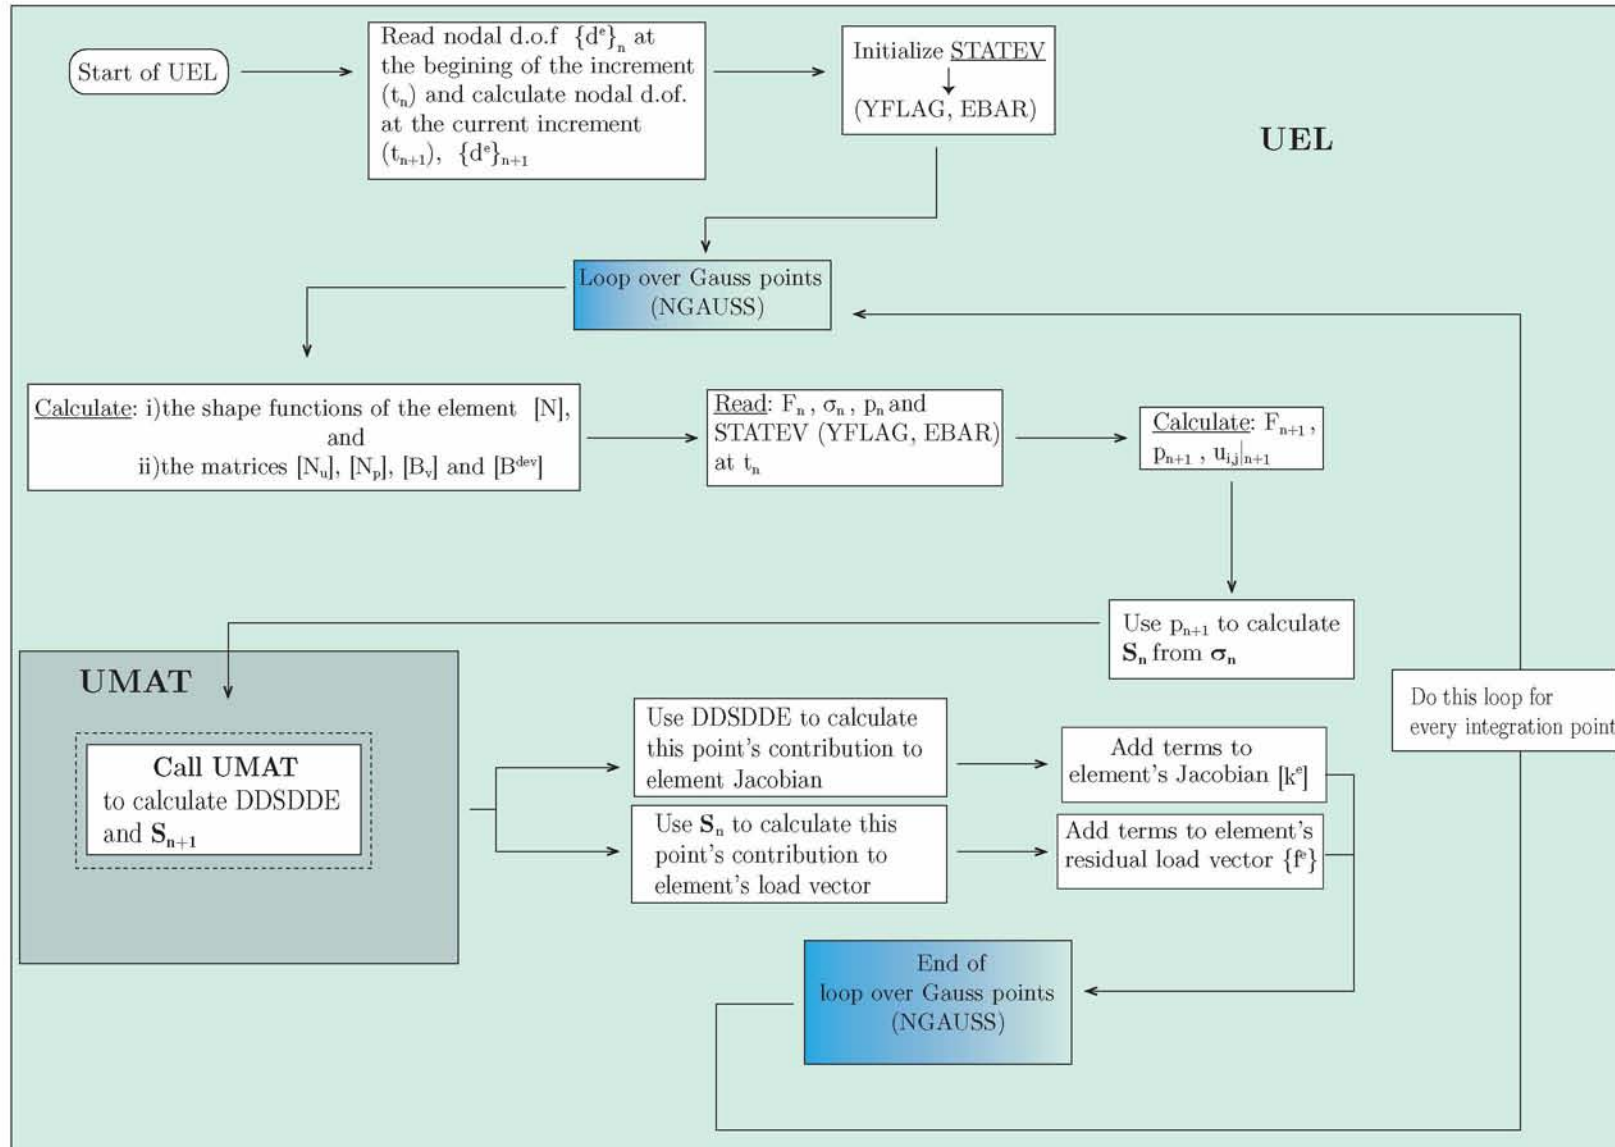 Start of UEL
Read nodal d.o.f {dᵉ}ₙ at
the begining of the increment
(tₙ) and calculate nodal d.of.
at the current increment
(tₙ₊₁), {dᵉ}ₙ₊₁
Initialize STATEV
(YFLAG, EBAR)
UEL
Loop over Gauss points
(NGAUSS)
Calculate: i)the shape functions of the element [N],
and
ii)the matrices [Nᵤ], [Nₚ], [Bᵥ] and [Bᵈᵉᵛ]
Read: Fₙ, σₙ, pₙ and
STATEV (YFLAG, EBAR)
at tₙ
Calculate: Fₙ₊₁,
pₙ₊₁ , uᵢ,ⱼ|ₙ₊₁
Use pₙ₊₁ to calculate
Sₙ from σₙ
Do this loop for
every integration point
UMAT
Call UMAT
to calculate DDSDDE
and Sₙ₊₁
Use DDSDDE to calculate
this point's contribution to
element Jacobian
Add terms to
element's Jacobian [kᵉ]
Use Sₙ to calculate this
point's contribution to
element's load vector
Add terms to element's
residual load vector {fᵉ}
End of
loop over Gauss points
(NGAUSS)